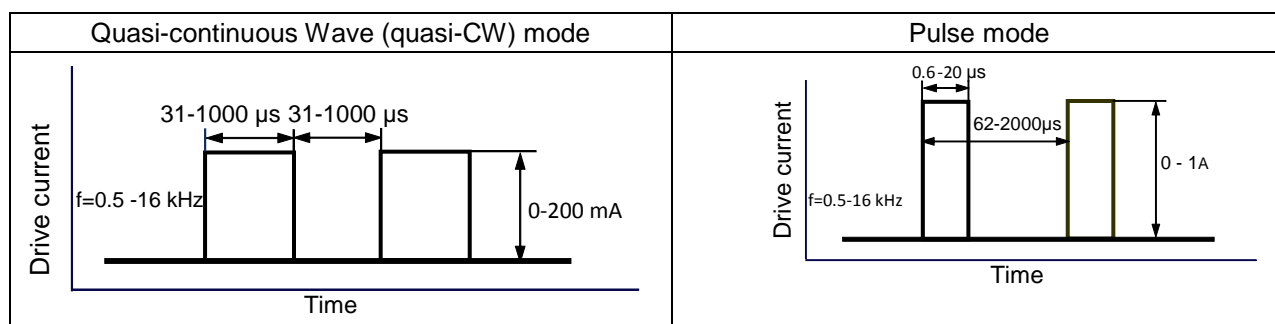 Quasi-continuous Wave (quasi-CW) mode
Drive current
31-1000 µs 31-1000 µs
f=0.5 -16 kHz
0-200 mA
Time
Pulse mode
Drive current
0.6-20 µs
62-2000µs
0 - 1A
f=0.5-16 kHz
Time